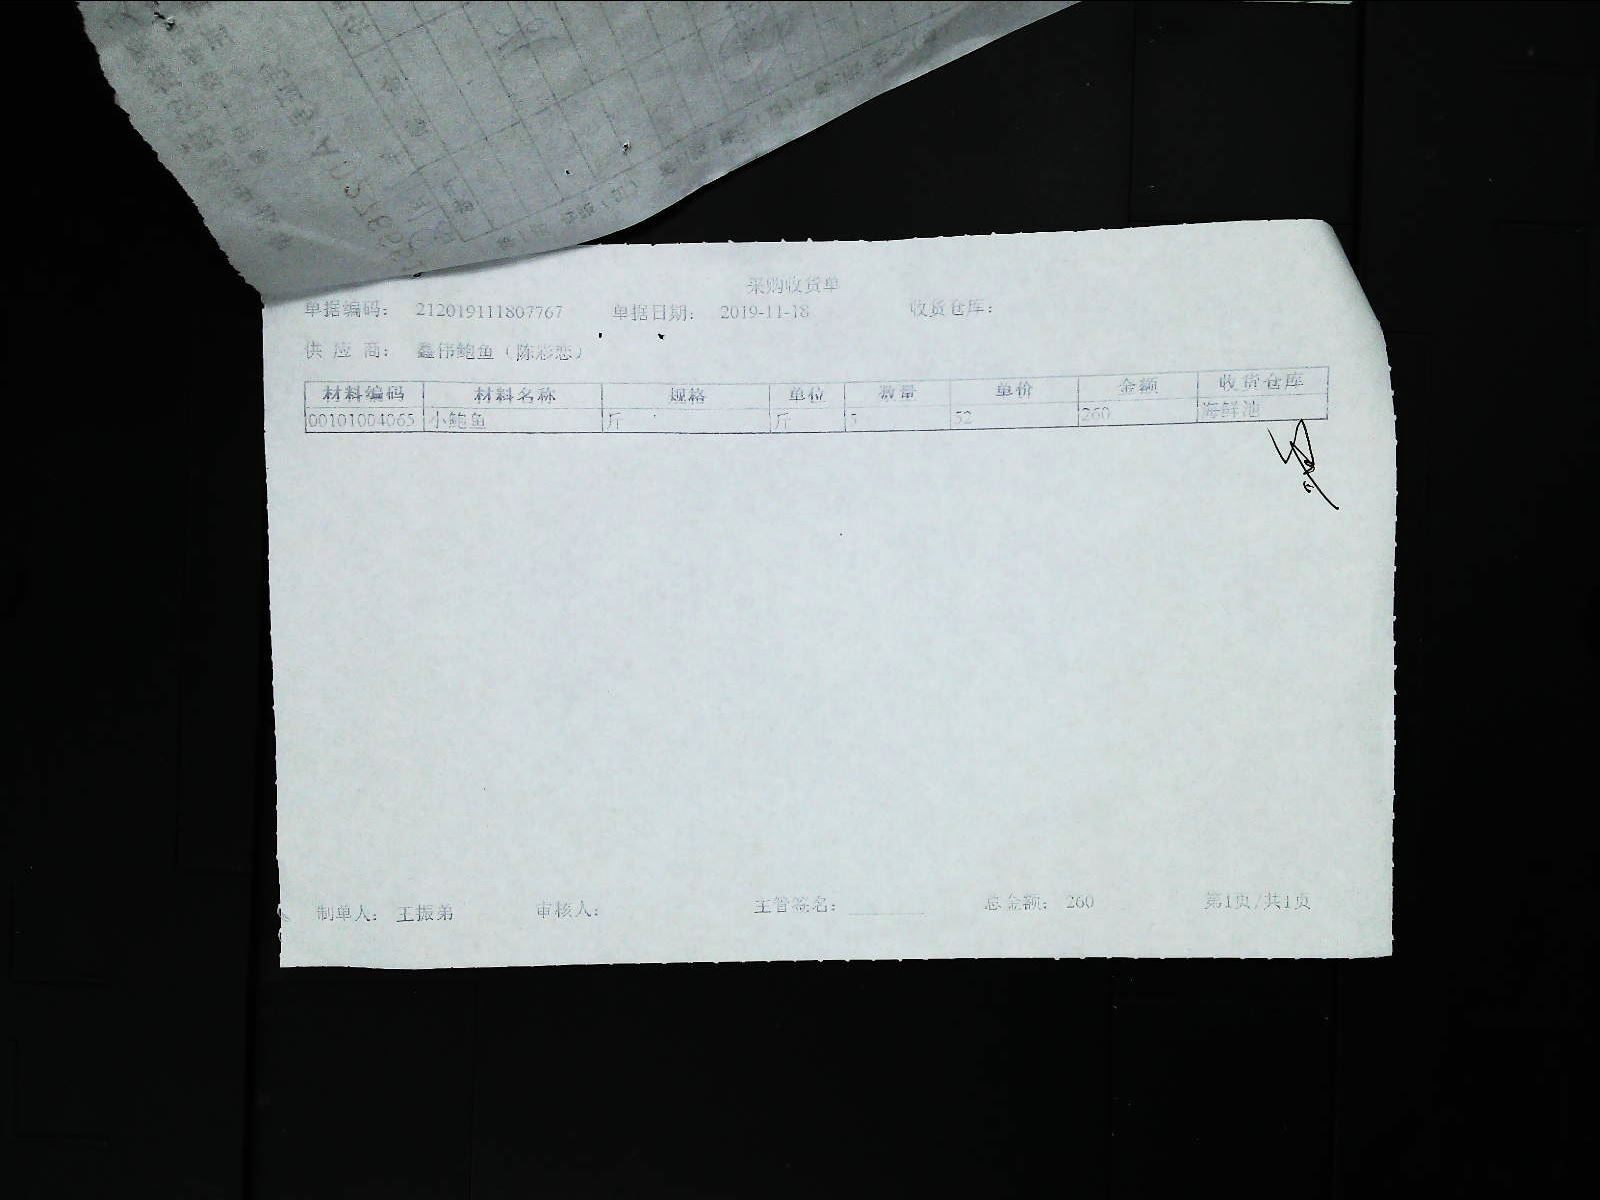 采购收货单
单据编码： 212019111807767 单据日期： 2019-11-18 收货仓库：
供 应 商： 鑫伟鲍鱼（陈彩恋）
材料编码 材料名称 规格 单位 数量 单价 金额 收货仓库
00101004065 小鲍鱼 斤 斤 5 52 260 海鲜池
制单人： 王振弟 审核人： 主管签名： 总金额： 260 第1页/共1页